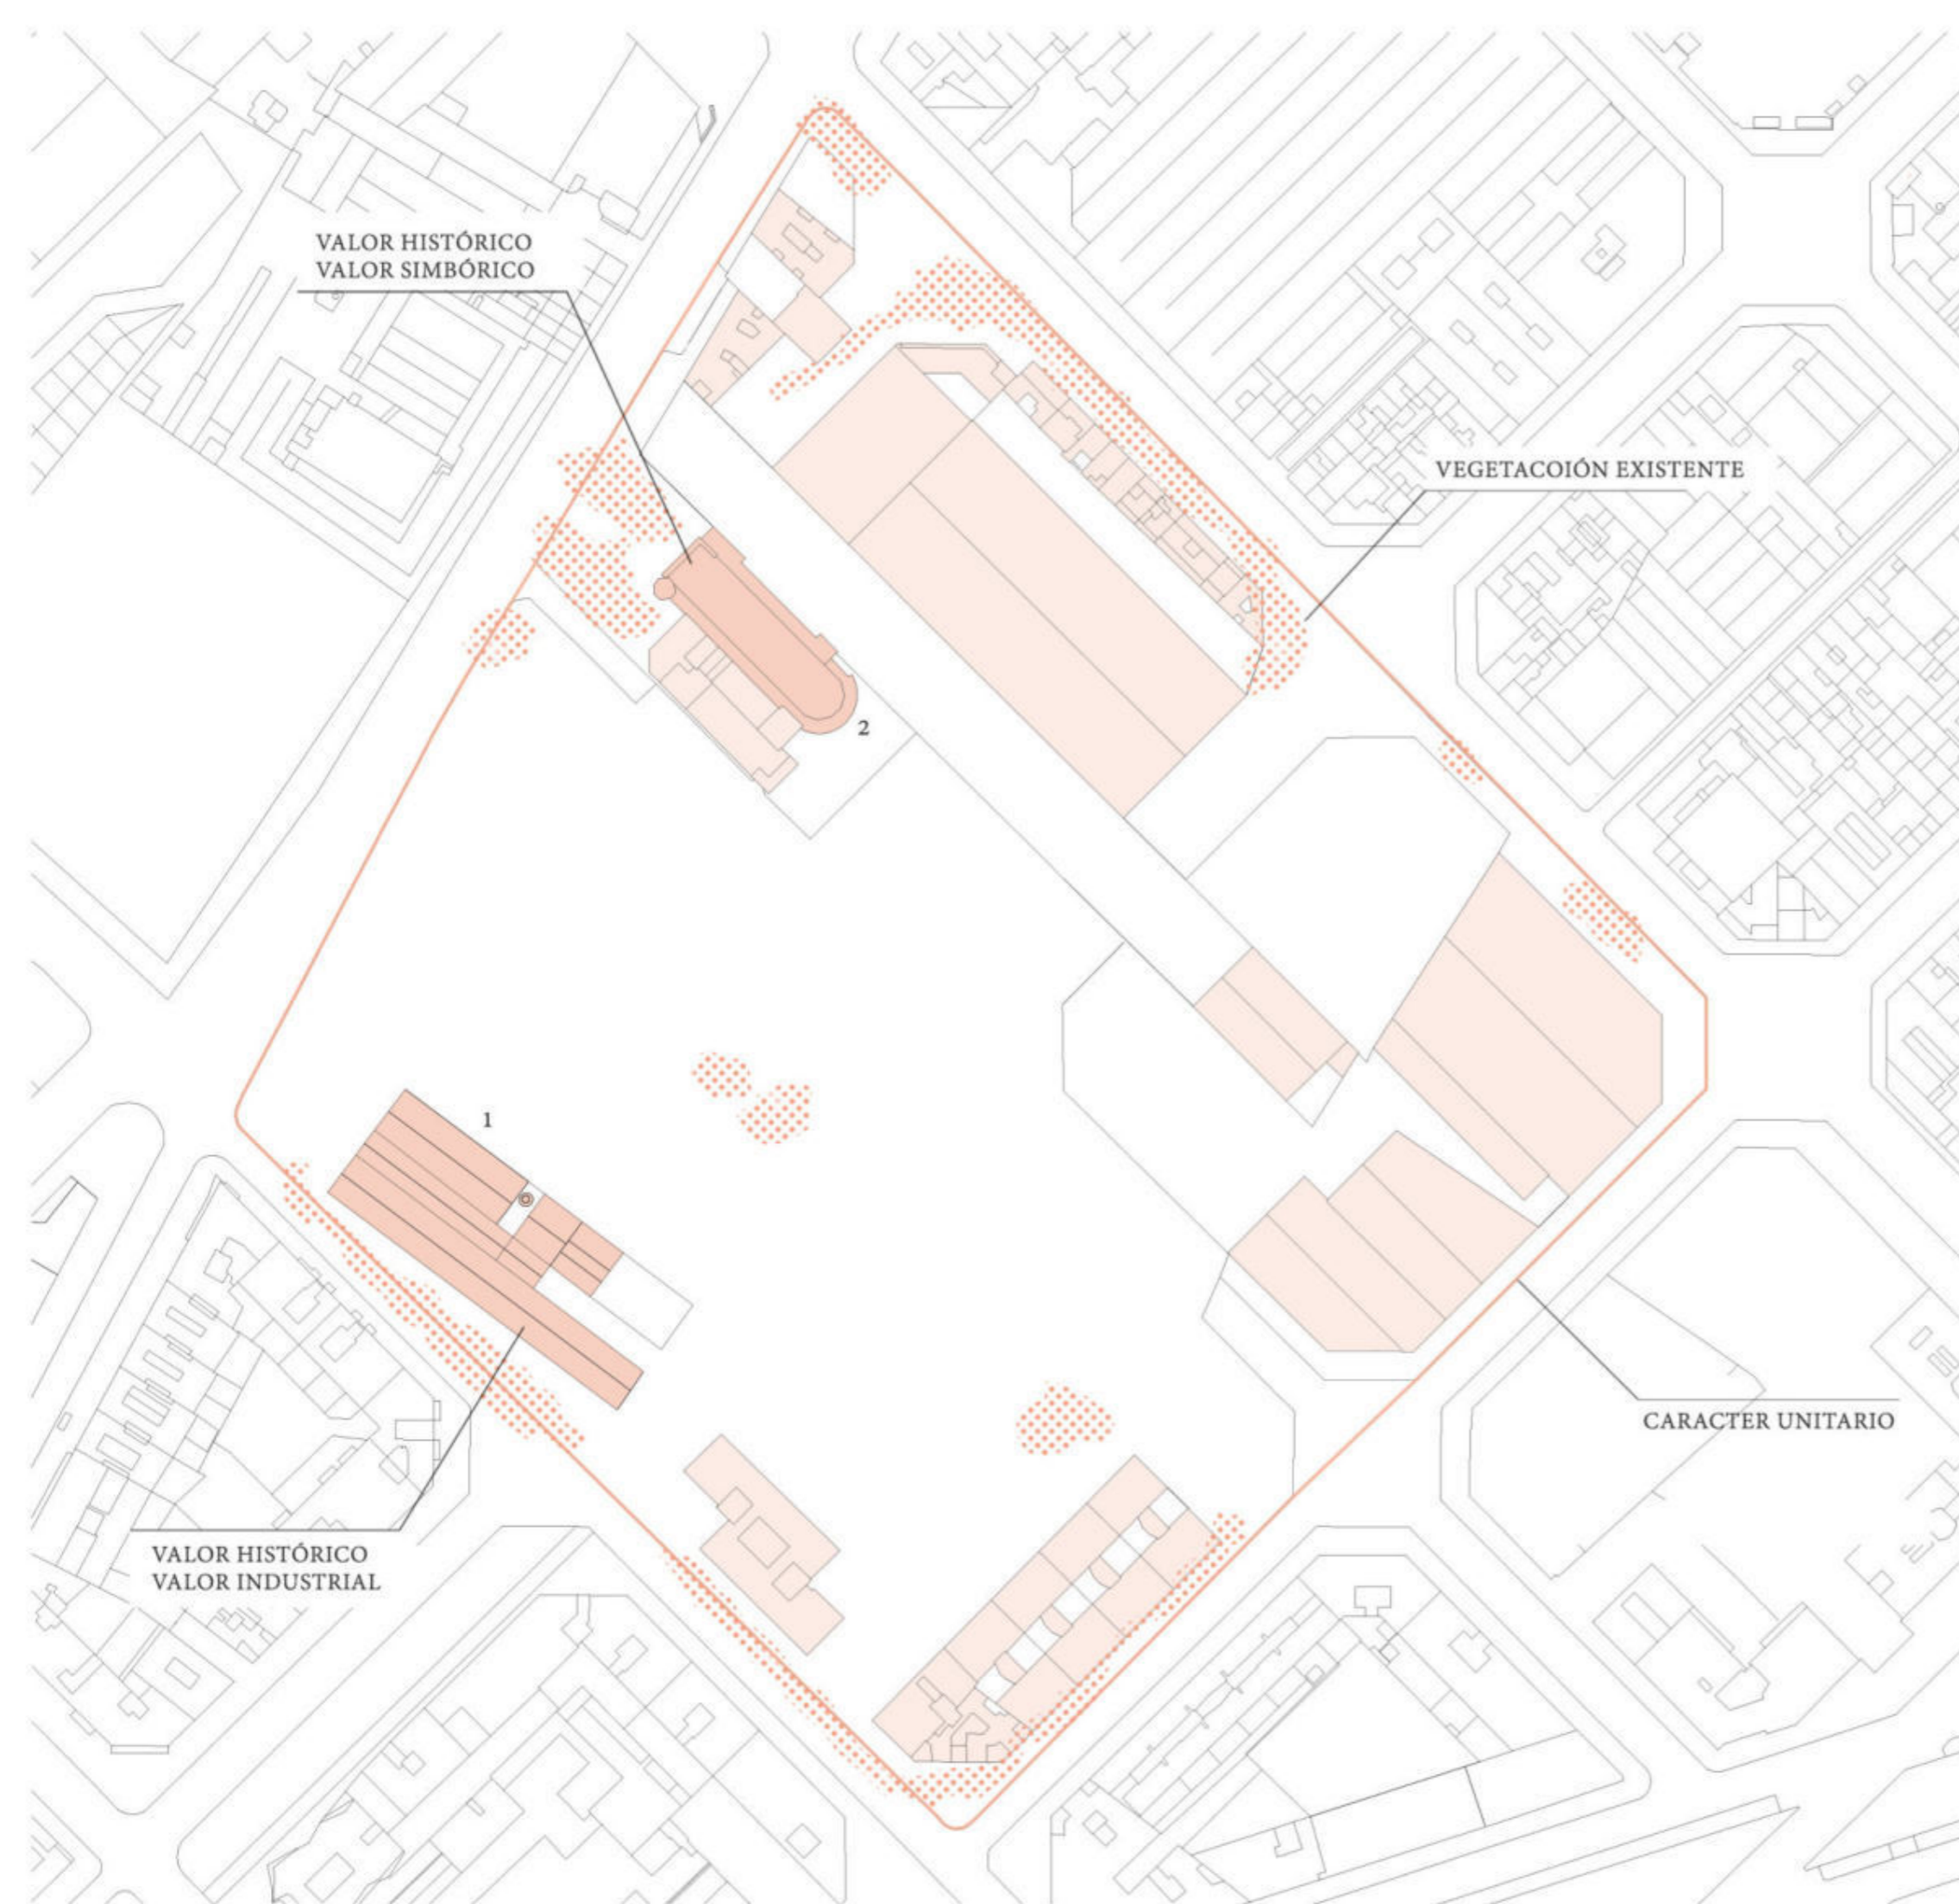 VALOR HISTÓRICO
VALOR SIMBÓRICO
VEGETACOIÓN EXISTENTE
2
1
CARACTER UNITARIO
VALOR HISTÓRICO
VALOR INDUSTRIAL